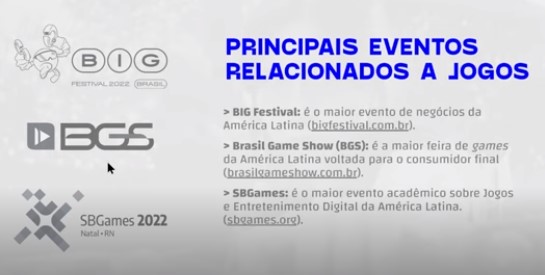 BIG
FESTIVAL 2022 BRASIL
BGS
SBGames 2022
Natal • RN
PRINCIPAIS EVENTOS
RELACIONADOS A JOGOS
> BIG Festival: é o maior evento de negócios da
América Latina (bigfestival.com.br).
> Brasil Game Show (BGS): é a maior feira de games
da América Latina voltada para o consumidor final
(brasilgameshow.com.br).
> SBGames: é o maior evento acadêmico sobre Jogos
e Entretenimento Digital da América Latina.
(sbgames.org).